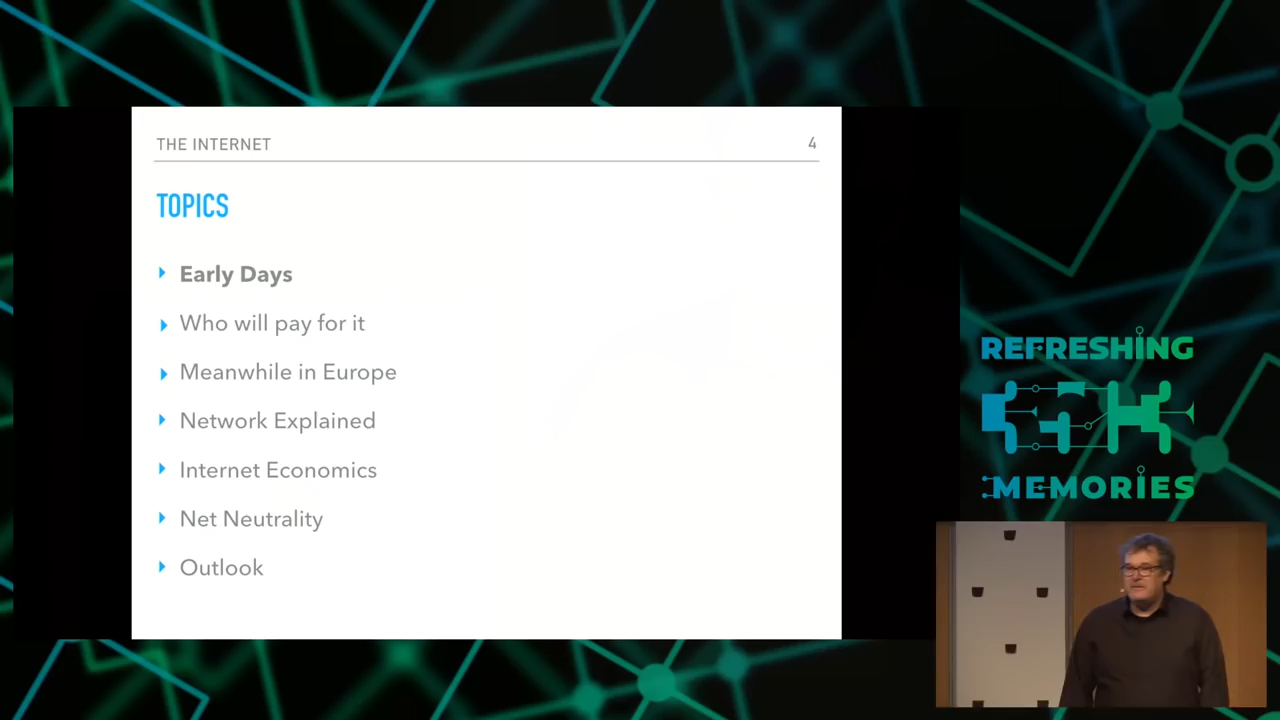 THE INTERNET
4
TOPICS
Early Days
Who will pay for it
Meanwhile in Europe
Network Explained
Internet Economics
Net Neutrality
Outlook
REFRESHING
MEMORIES